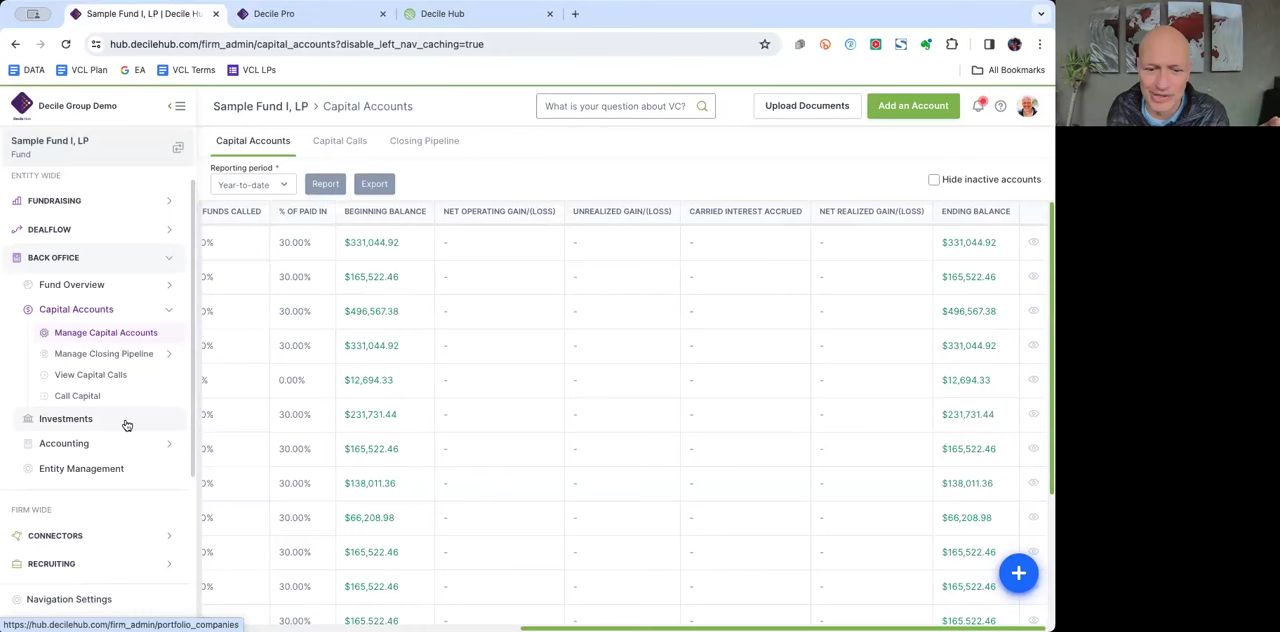 Sample Fund I, LP | Decile Hu
Decile Pro
Decile Hub
hub.decilehub.com/firm_admin/capital_accounts?disable_left_nav_caching=true
DATA
VCL Plan
EA
VCL Terms
VCL LPs
All Bookmarks
Decile Group Demo
Sample Fund I, LP > Capital Accounts
What is your question about VC?
Upload Documents
Add an Account
Sample Fund I, LP
Fund
Capital Accounts
Capital Calls
Closing Pipeline
Reporting period *
Year-to-date
Report
Export
Hide inactive accounts
ENTITY WIDE
FUNDRAISING
DEALFLOW
BACK OFFICE
Fund Overview
Capital Accounts
Manage Capital Accounts
Manage Closing Pipeline
View Capital Calls
Call Capital
Investments
Accounting
Entity Management
FIRM WIDE
CONNECTORS
RECRUITING
Navigation Settings
https://hub.decilehub.com/firm_admin/portfolio_companies
FUNDS CALLED % OF PAID IN BEGINNING BALANCE NET OPERATING GAIN/(LOSS) UNREALIZED GAIN/(LOSS) CARRIED INTEREST ACCRUED NET REALIZED GAIN/(LOSS) ENDING BALANCE
0% 30.00% $331,044.92 - - - - $331,044.92
0% 30.00% $165,522.46 - - - - $165,522.46
0% 30.00% $496,567.38 - - - - $496,567.38
0% 30.00% $331,044.92 - - - - $331,044.92
% 0.00% $12,694.33 - - - - $12,694.33
0% 30.00% $231,731.44 - - - - $231,731.44
0% 30.00% $165,522.46 - - - - $165,522.46
0% 30.00% $138,011.36 - - - - $138,011.36
0% 30.00% $66,208.98 - - - - $66,208.98
0% 30.00% $165,522.46 - - - - $165,522.46
0% 30.00% $165,522.46 - - - - $165,522.46
0% 30.00% $165,522.46 - - - - $165,522.46